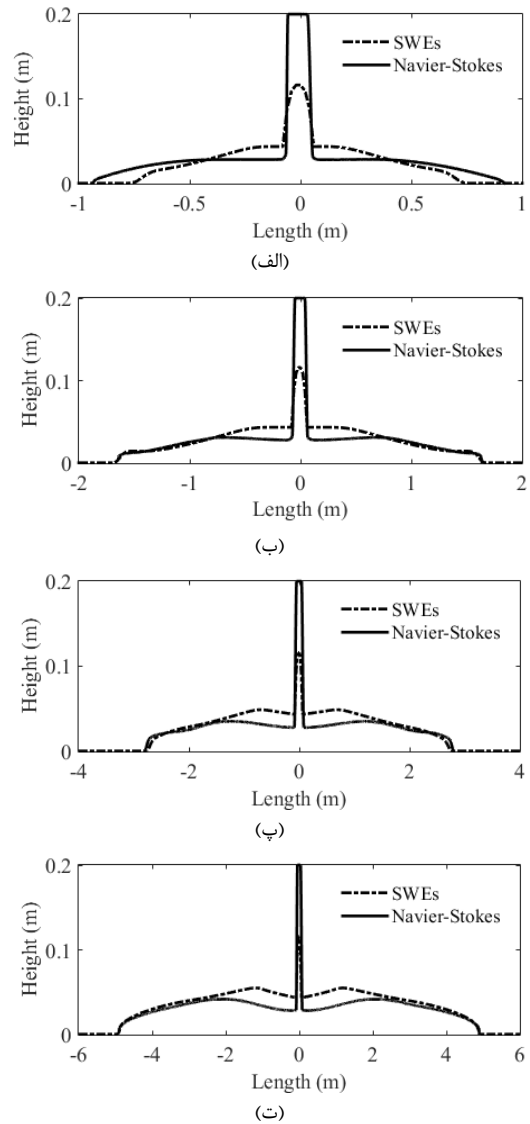 0.2
SWEs
Navier-Stokes
0.1
0
Height (m)
-1 -0.5 0 0.5 1
Length (m)
(الف)
0.2
SWEs
Navier-Stokes
0.1
0
Height (m)
-2 -1 0 1 2
Length (m)
(ب)
0.2
SWEs
Navier-Stokes
0.1
0
Height (m)
-4 -2 0 2 4
Length (m)
(پ)
0.2
SWEs
Navier-Stokes
0.1
0
Height (m)
-6 -4 -2 0 2 4 6
Length (m)
(ت)